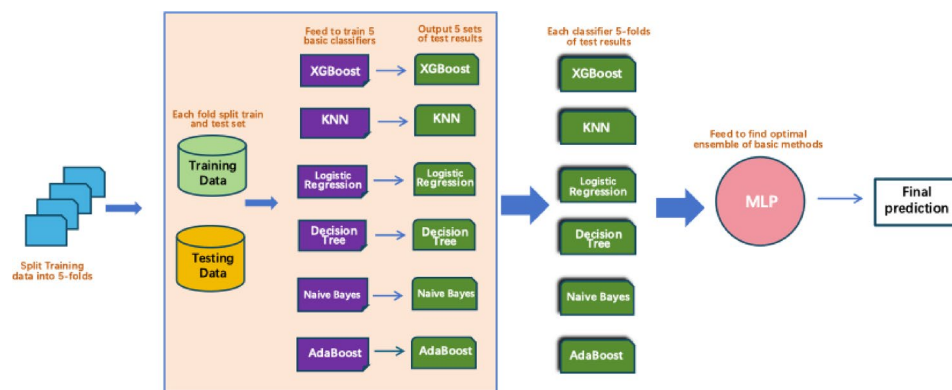 Split Training
data into 5-folds
Each fold split train
and test set
Training
Data
Testing
Data
Feed to train 5
basic classifiers
XGBoost
KNN
Logistic
Regression
Decision
Tree
Naive Bayes
AdaBoost
Output 5 sets
of test results
XGBoost
KNN
Logistic
Regression
Decision
Tree
Naive Bayes
AdaBoost
Each classifier 5-folds
of test results
XGBoost
KNN
Logistic
Regression
Decision
Tree
Naive Bayes
AdaBoost
Feed to find optimal
ensemble of basic methods
MLP
Final
prediction